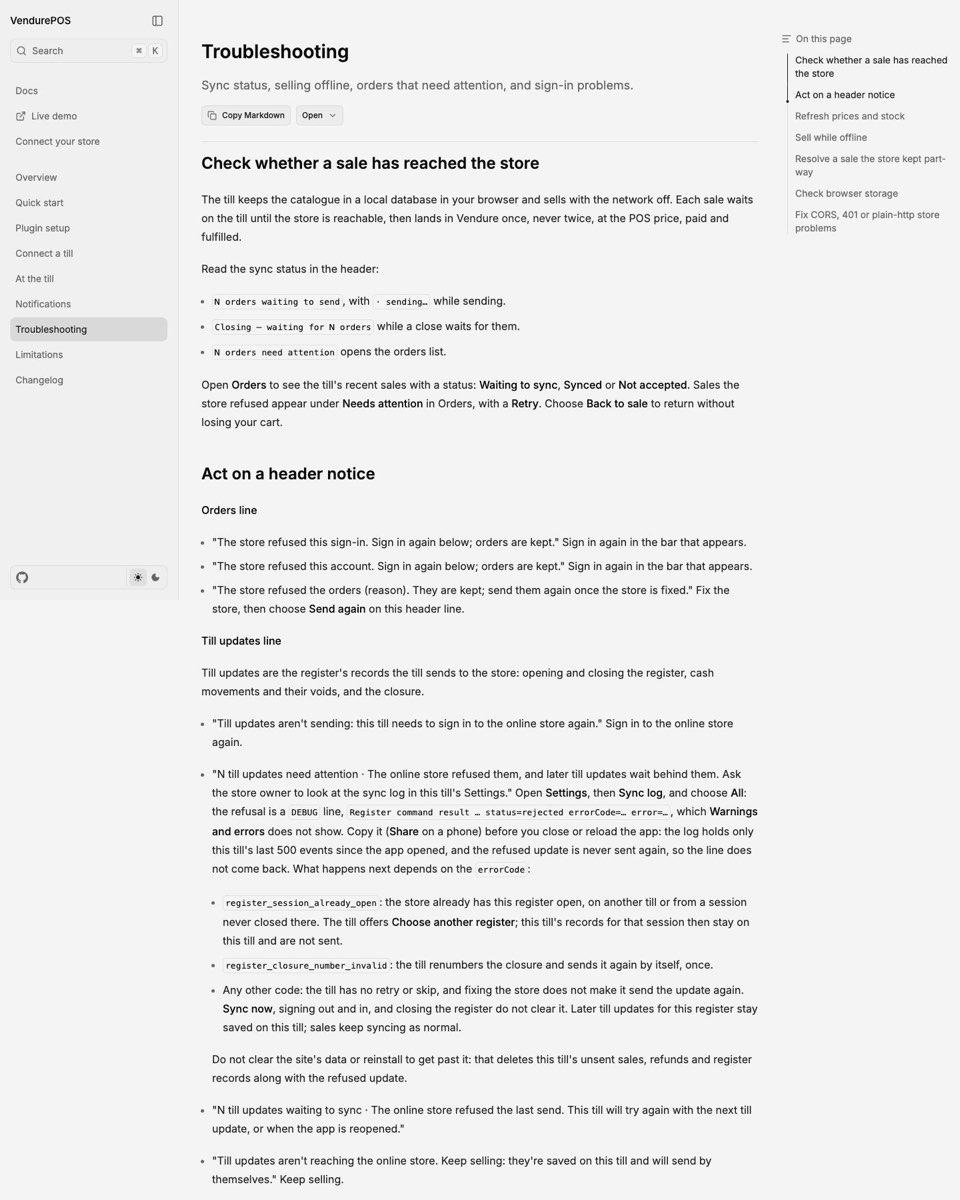 VendurePOS
Search
⌘ K
Docs
Live demo
Connect your store
Overview
Quick start
Plugin setup
Connect a till
At the till
Notifications
Troubleshooting
Limitations
Changelog
Troubleshooting
Sync status, selling offline, orders that need attention, and sign-in problems.
Copy Markdown
Open
Check whether a sale has reached the store
The till keeps the catalogue in a local database in your browser and sells with the network off. Each sale waits
on the till until the store is reachable, then lands in Vendure once, never twice, at the POS price, paid and
fulfilled.
Read the sync status in the header:
N orders waiting to send, with · sending… while sending.
Closing — waiting for N orders while a close waits for them.
N orders need attention opens the orders list.
Open Orders to see the till's recent sales with a status: Waiting to sync, Synced or Not accepted. Sales the
store refused appear under Needs attention in Orders, with a Retry. Choose Back to sale to return without
losing your cart.
Act on a header notice
Orders line
"The store refused this sign-in. Sign in again below; orders are kept." Sign in again in the bar that appears.
"The store refused this account. Sign in again below; orders are kept." Sign in again in the bar that appears.
"The store refused the orders (reason). They are kept; send them again once the store is fixed." Fix the
store, then choose Send again on this header line.
Till updates line
Till updates are the register's records the till sends to the store: opening and closing the register, cash
movements and their voids, and the closure.
"Till updates aren't sending: this till needs to sign in to the online store again." Sign in to the online store
again.
"N till updates need attention · The online store refused them, and later till updates wait behind them. Ask
the store owner to look at the sync log in this till's Settings." Open Settings, then Sync log, and choose All:
the refusal is a DEBUG line, Register command result … status=rejected errorCode=… error=…, which Warnings
and errors does not show. Copy it (Share on a phone) before you close or reload the app: the log holds only
this till's last 500 events since the app opened, and the refused update is never sent again, so the line does
not come back. What happens next depends on the errorCode:
register_session_already_open: the store already has this register open, on another till or from a session
never closed there. The till offers Choose another register; this till's records for that session then stay on
this till and are not sent.
register_closure_number_invalid: the till renumbers the closure and sends it again by itself, once.
Any other code: the till has no retry or skip, and fixing the store does not make it send the update again.
Sync now, signing out and in, and closing the register do not clear it. Later till updates for this register stay
saved on this till; sales keep syncing as normal.
Do not clear the site's data or reinstall to get past it: that deletes this till's unsent sales, refunds and register
records along with the refused update.
"N till updates waiting to sync · The online store refused the last send. This till will try again with the next till
update, or when the app is reopened."
"Till updates aren't reaching the online store. Keep selling: they're saved on this till and will send by
themselves." Keep selling.
On this page
Check whether a sale has reached
the store
Act on a header notice
Refresh prices and stock
Sell while offline
Resolve a sale the store kept part-
way
Check browser storage
Fix CORS, 401 or plain-http store
problems